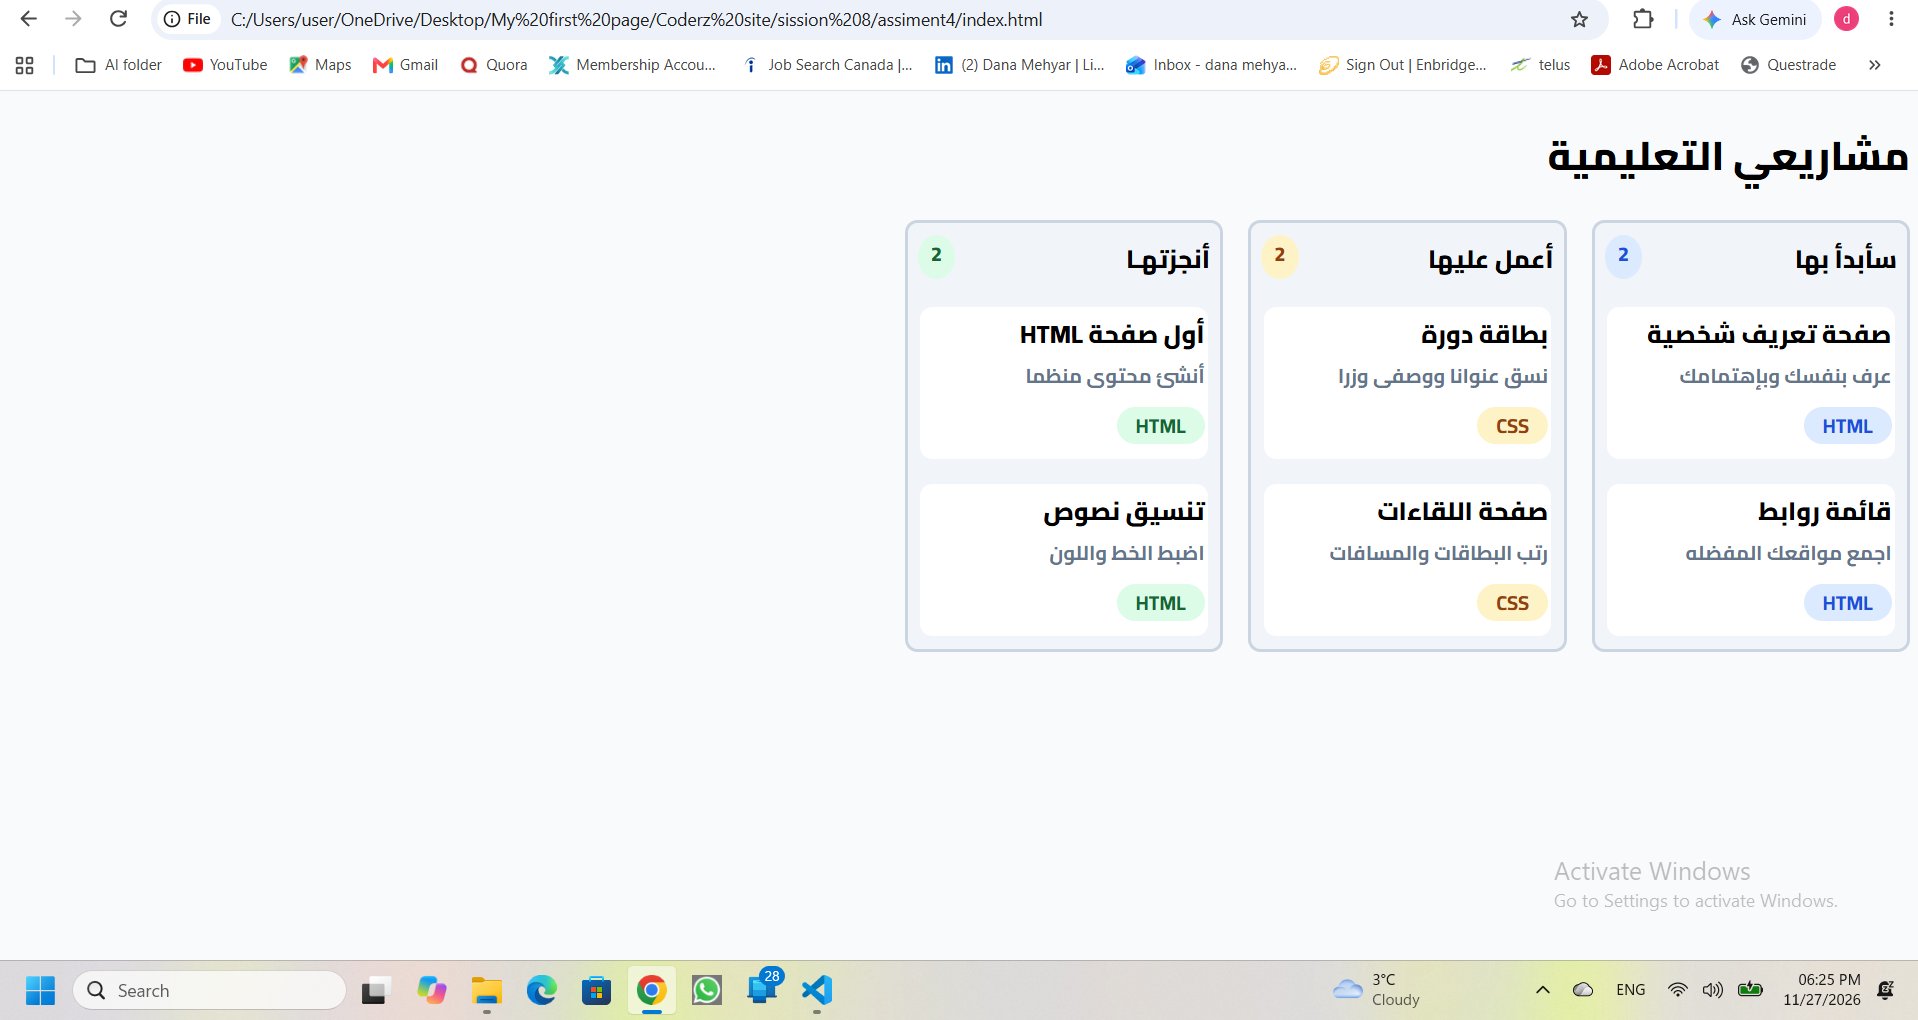 File C:/Users/user/OneDrive/Desktop/My%20first%20page/Coderz%20site/sission%208/assiment4/index.html Ask Gemini d
AI folder YouTube Maps Gmail Quora Membership Accou... Job Search Canada |... (2) Dana Mehyar | Li... Inbox - dana mehya... Sign Out | Enbridge... telus Adobe Acrobat Questrade »
مشاريعي التعليمية
سأبدأ بها 2
صفحة تعريف شخصية
عرف بنفسك وبإهتمامك
HTML
قائمة روابط
اجمع مواقعك المفضله
HTML
أعمل عليها 2
بطاقة دورة
نسق عنوانا ووصفى وزرا
CSS
صفحة اللقاءات
رتب البطاقات والمسافات
CSS
أنجزتهـا 2
أول صفحة HTML
أنشئ محتوى منظما
HTML
تنسيق نصوص
اضبط الخط واللون
HTML
Activate Windows
Go to Settings to activate Windows.
Search
28
3°C
Cloudy
ENG
06:25 PM
11/27/2026